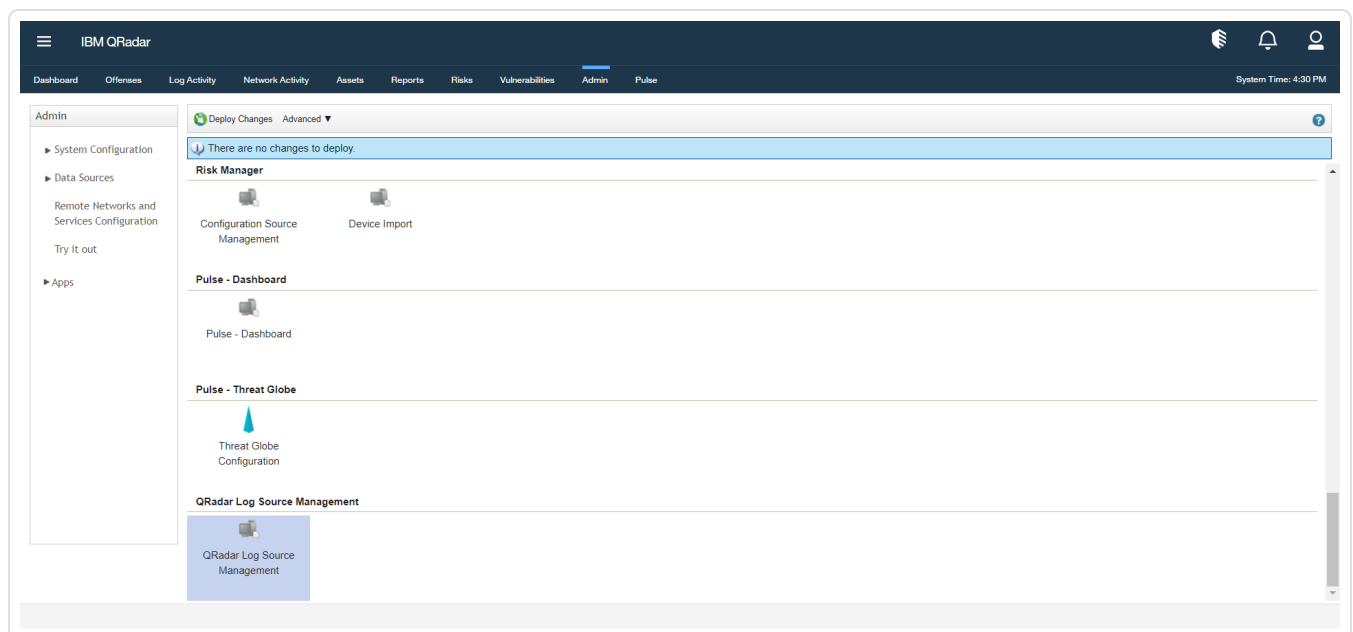 IBM QRadar
Dashboard Offenses Log Activity Network Activity Assets Reports Risks Vulnerabilities Admin Pulse System Time: 4:30 PM
Admin
System Configuration
Data Sources
Remote Networks and
Services Configuration
Try it out
Apps
Deploy Changes Advanced ▼
There are no changes to deploy.
Risk Manager
Configuration Source
Management
Device Import
Pulse - Dashboard
Pulse - Dashboard
Pulse - Threat Globe
Threat Globe
Configuration
QRadar Log Source Management
QRadar Log Source
Management